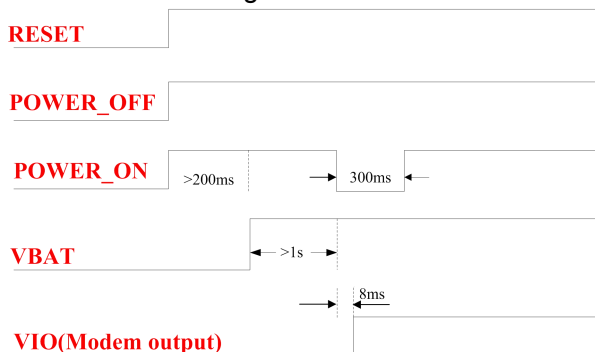 RESET
POWER_OFF
POWER_ON
>200ms
300ms
VBAT
>1s
8ms
VIO(Modem output)